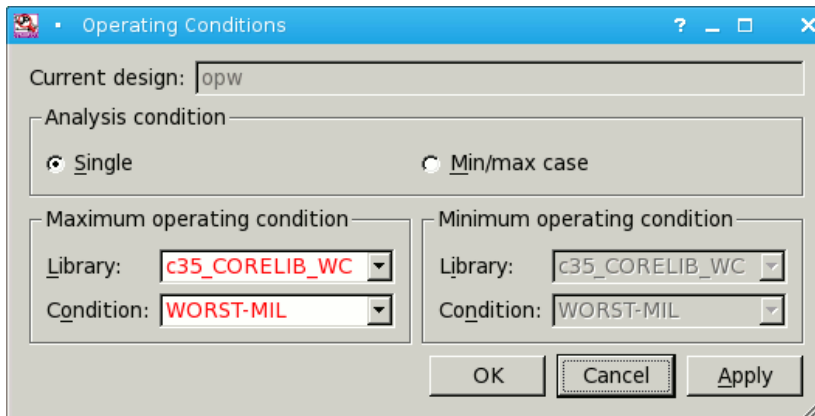 Operating Conditions
Current design: opw
Analysis condition
Single Min/max case
Maximum operating condition Minimum operating condition
Library: c35_CORELIB_WC Library: c35_CORELIB_WC
Condition: WORST-MIL Condition: WORST-MIL
OK Cancel Apply